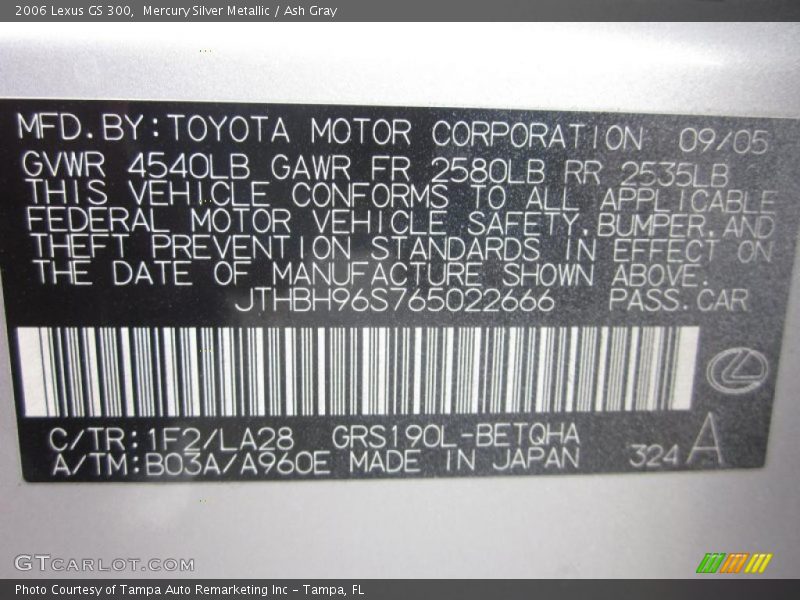 2006 Lexus GS 300, Mercury Silver Metallic / Ash Gray
MFD.BY:TOYOTA MOTOR CORPORATION 09/05
GVWR 4540LB GAWR FR 2580LB RR 2535LB
THIS VEHICLE CONFORMS TO ALL APPLICABLE
FEDERAL MOTOR VEHICLE SAFETY,BUMPER,AND
THEFT PREVENTION STANDARDS IN EFFECT ON
THE DATE OF MANUFACTURE SHOWN ABOVE.
JTHBH96S765022666 PASS.CAR
C/TR:1F2/LA28 GRS190L-BETQHA
A/TM:B03A/A960E MADE IN JAPAN 324 A
GTCARLOT.COM
Photo Courtesy of Tampa Auto Remarketing Inc - Tampa, FL